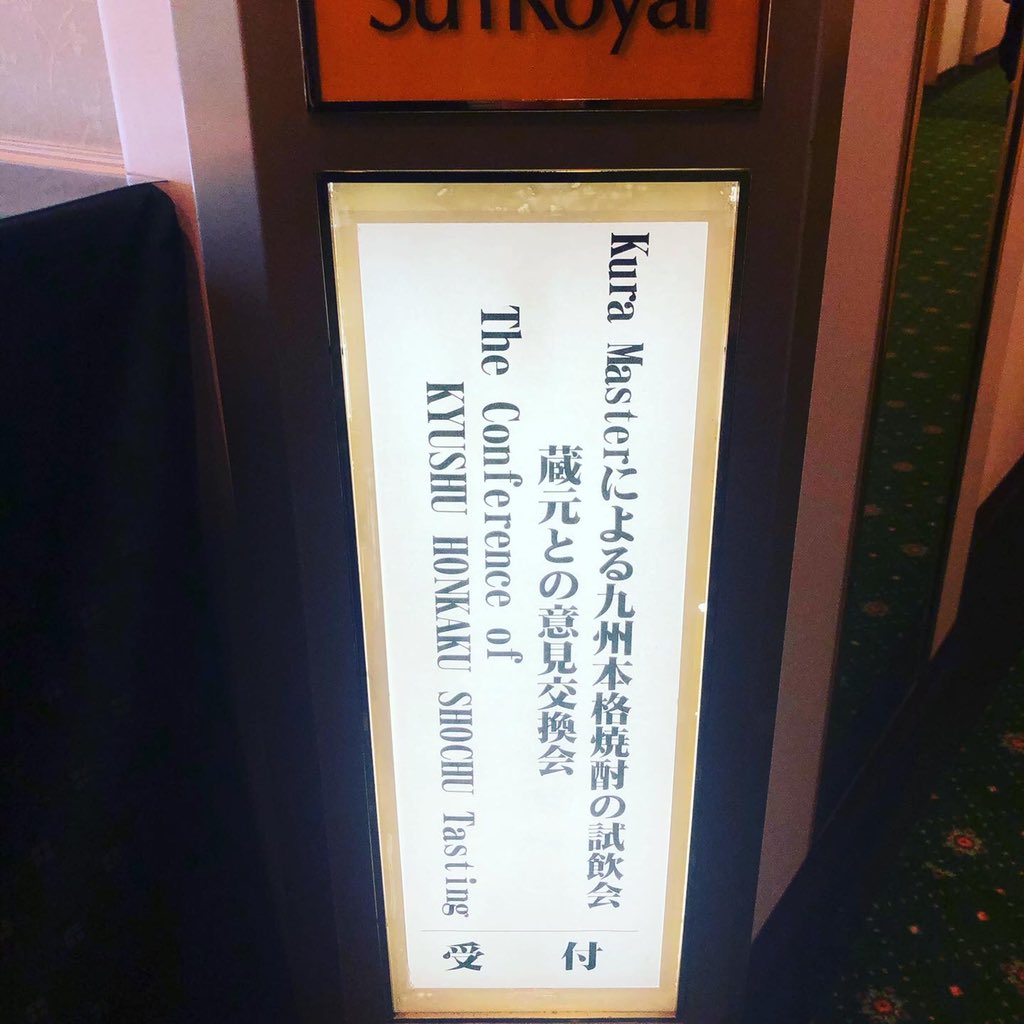 Sun Royal
Kura Masterによる九州本格焼酎の試飲会
蔵元との意見交換会
The Conference of
KYUSHU HONKAKU SHOCHU Tasting
受 付